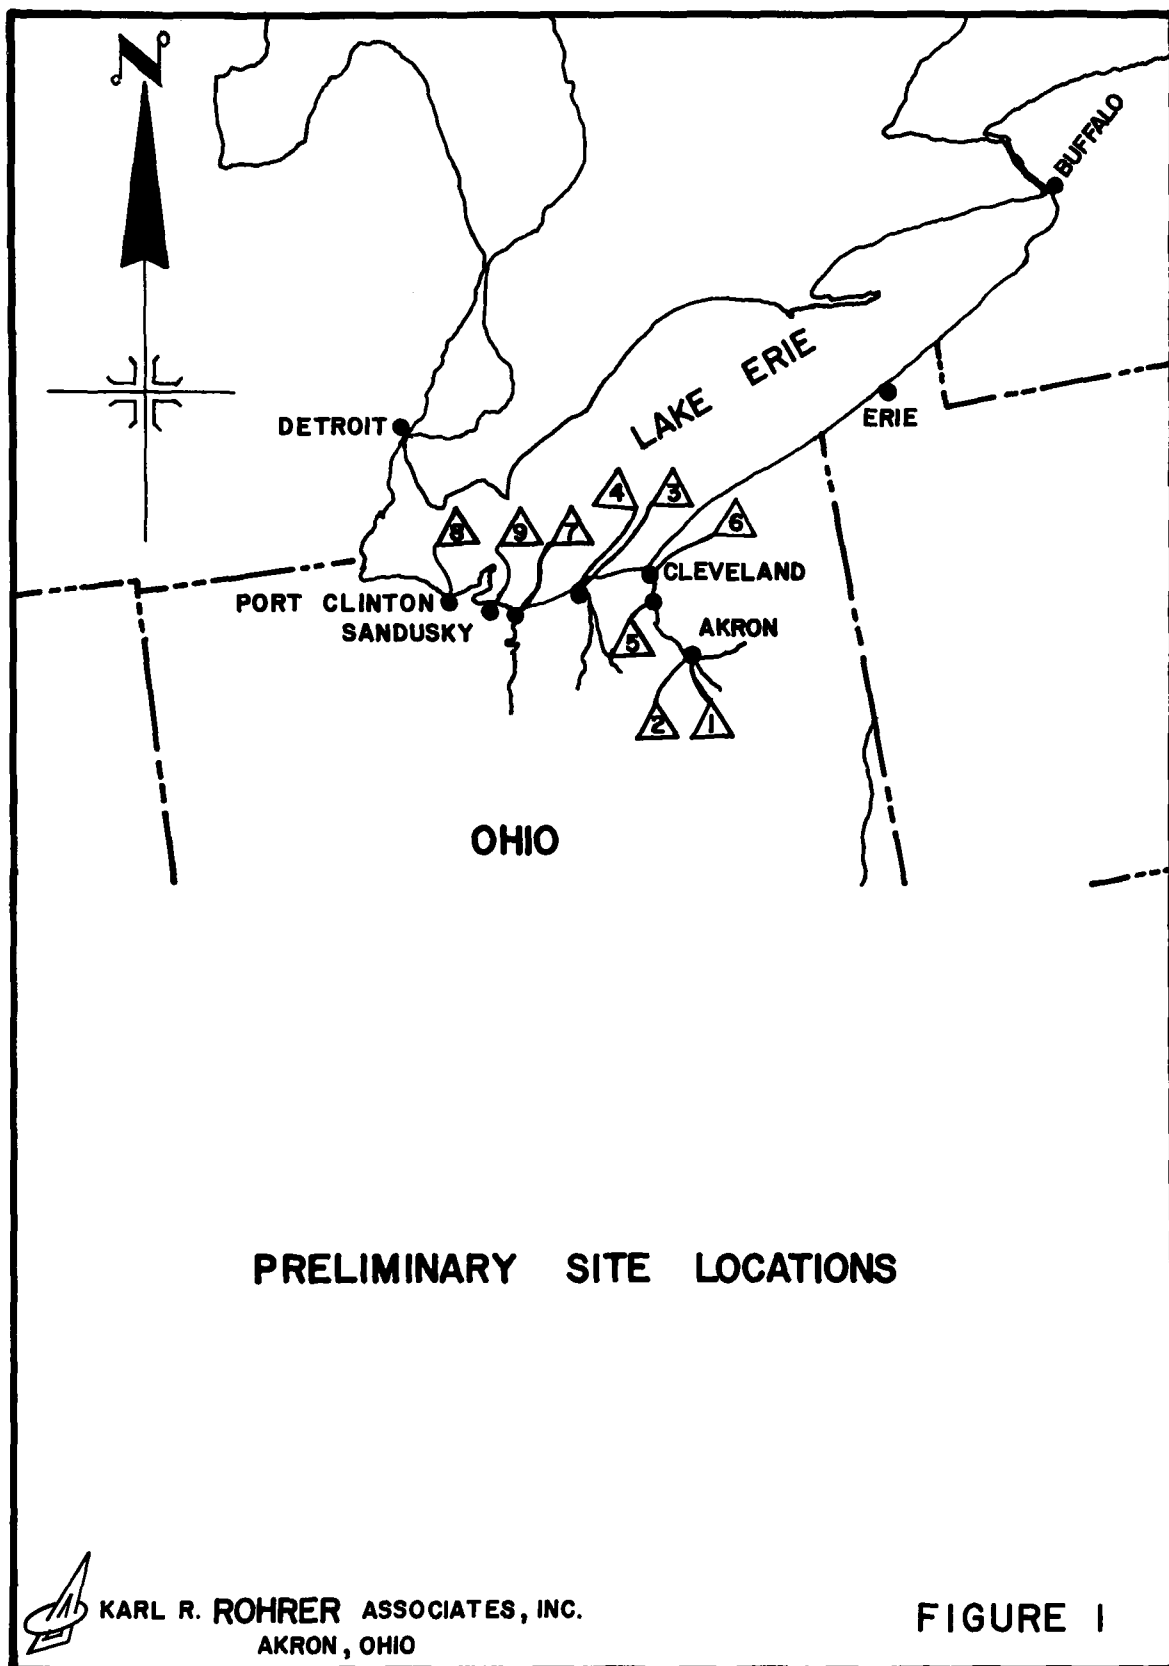 N
BUFFALO
LAKE ERIE
ERIE
DETROIT
4
3
8
9
7
6
CLEVELAND
PORT CLINTON
SANDUSKY
AKRON
5
2
1
OHIO
PRELIMINARY SITE LOCATIONS
KARL R. ROHRER ASSOCIATES, INC.
AKRON, OHIO
FIGURE 1